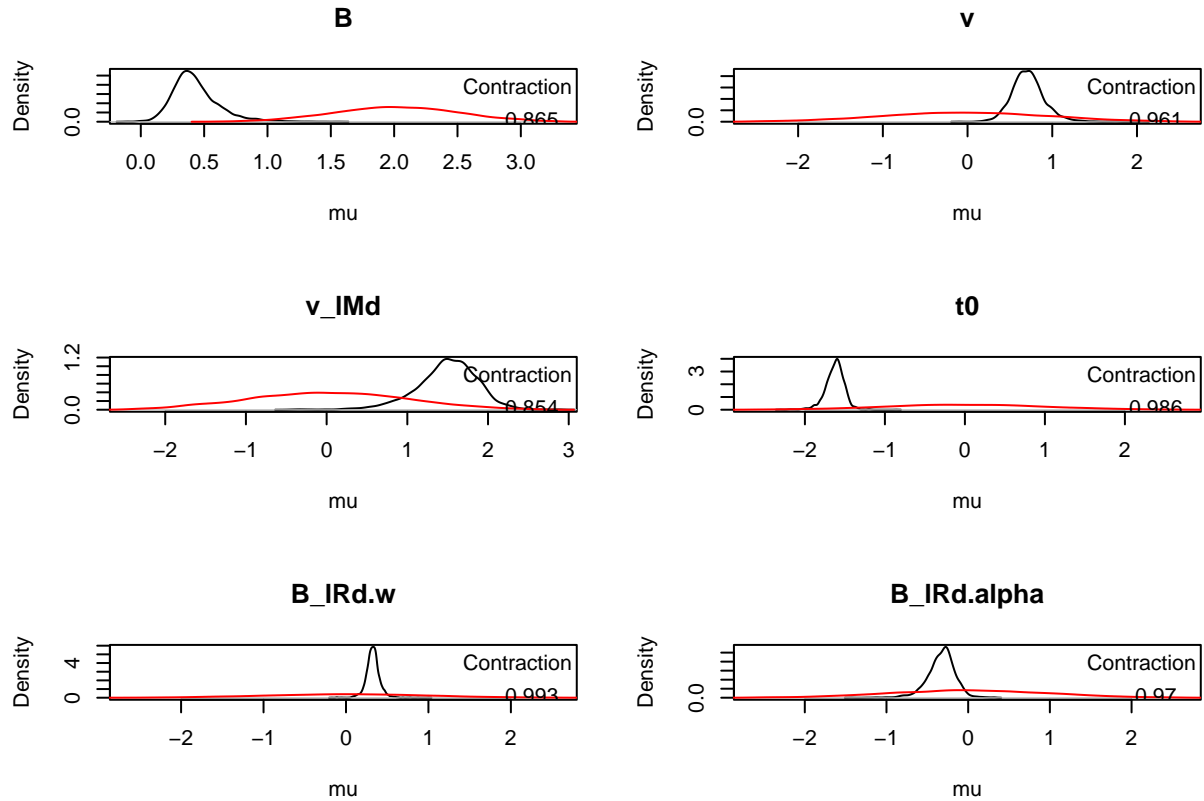 B
Density
0.0
Contraction
0.865
0.0 0.5 1.0 1.5 2.0 2.5 3.0
mu
v
Density
0.0
Contraction
0.961
−2 −1 0 1 2
mu
v_lMd
Density
0.0 1.2
Contraction
0.854
−2 −1 0 1 2 3
mu
t0
Density
0 3
Contraction
0.986
−2 −1 0 1 2
mu
B_lRd.w
Density
0 4
Contraction
0.993
−2 −1 0 1 2
mu
B_lRd.alpha
Density
0.0
Contraction
0.97
−2 −1 0 1 2
mu